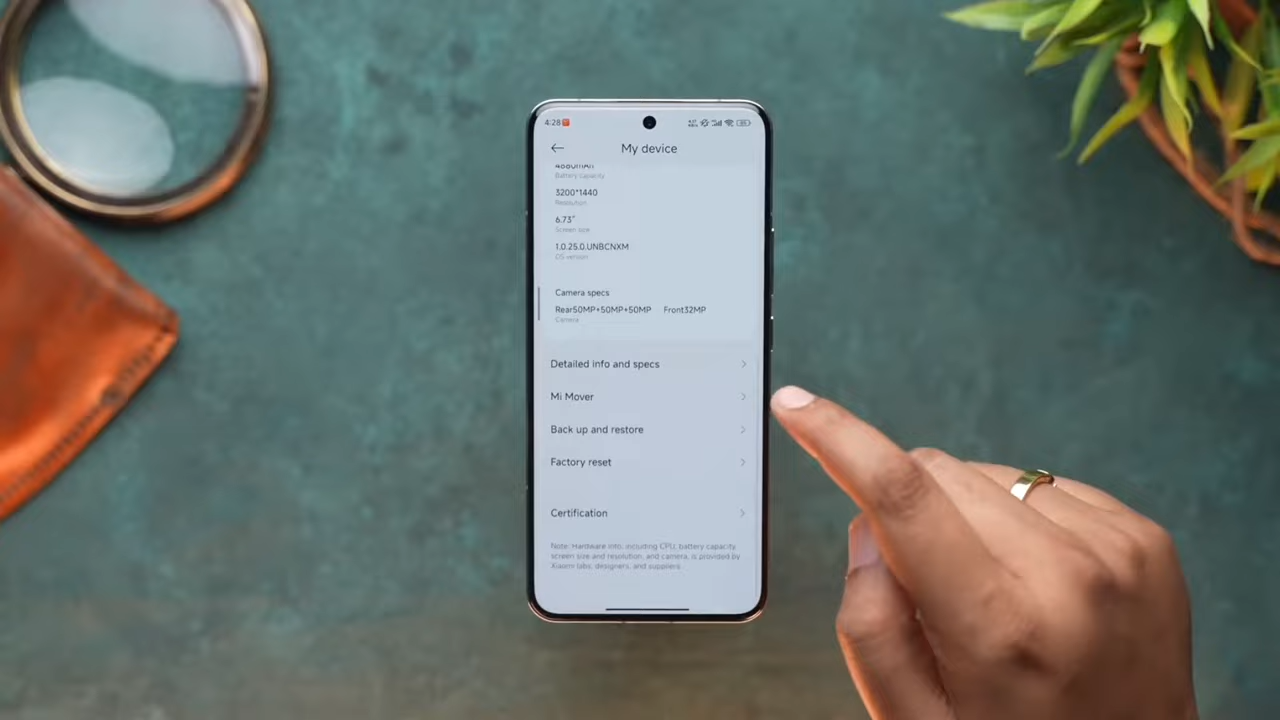 4:28
My device
4880mAh
Battery capacity
3200*1440
Resolution
6.73"
Screen size
1.0.25.0.UNBCNXM
OS version
Camera specs
Rear50MP+50MP+50MP Front32MP
Camera
Detailed info and specs
Mi Mover
Back up and restore
Factory reset
Certification
Note: Hardware info, including CPU, battery capacity,
screen size and resolution, and camera, is provided by
Xiaomi labs, designers, and suppliers.